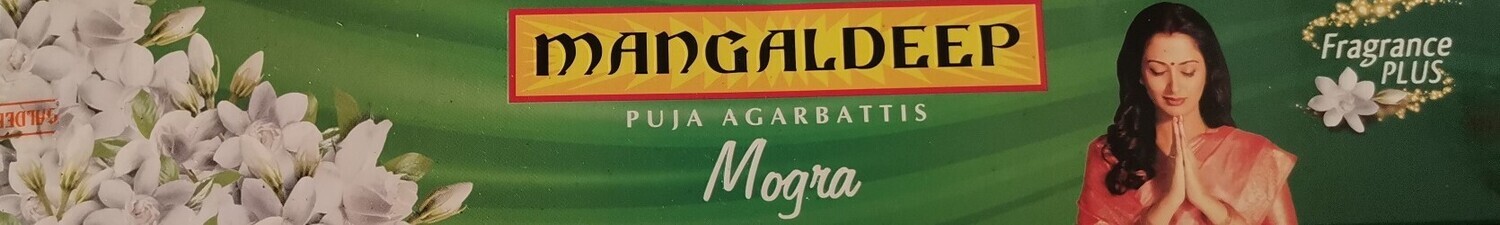 MANGALDEEP
PUJA AGARBATTIS
Mogra
Fragrance
PLUS